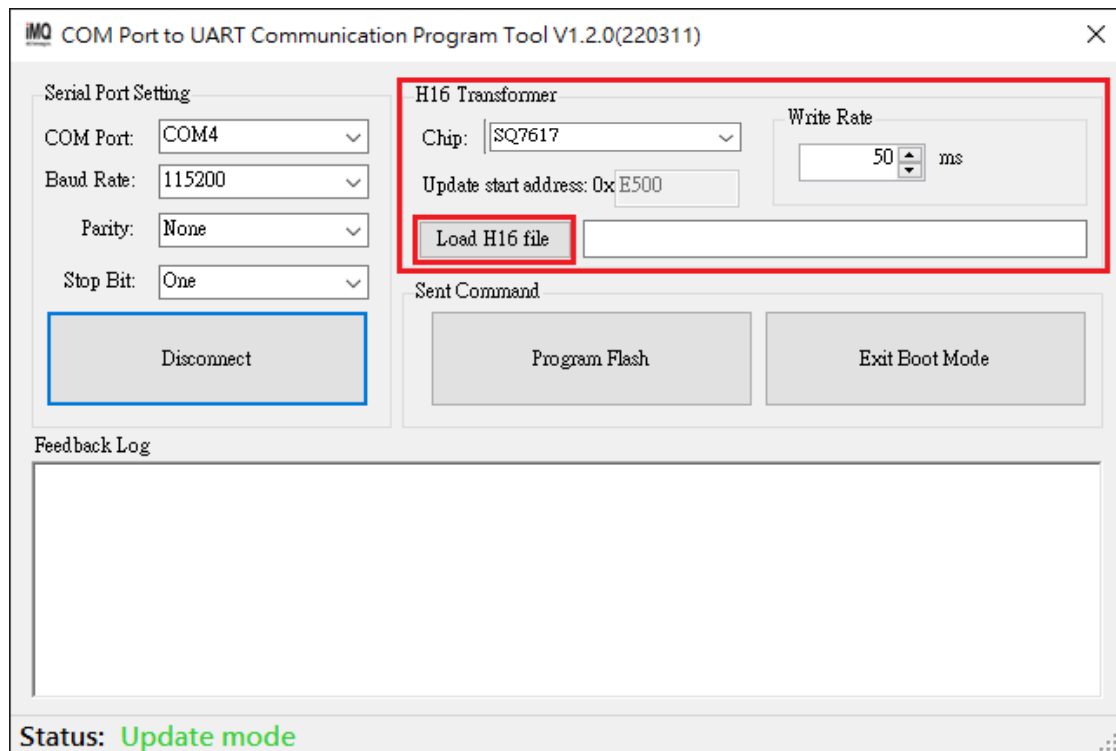 iMQ COM Port to UART Communication Program Tool V1.2.0(220311)
Serial Port Setting
COM Port: COM4
Baud Rate: 115200
Parity: None
Stop Bit: One
Disconnect
H16 Transformer
Chip: SQ7617
Update start address: 0x E500
Write Rate
50 ms
Load H16 file
Sent Command
Program Flash
Exit Boot Mode
Feedback Log
Status: Update mode